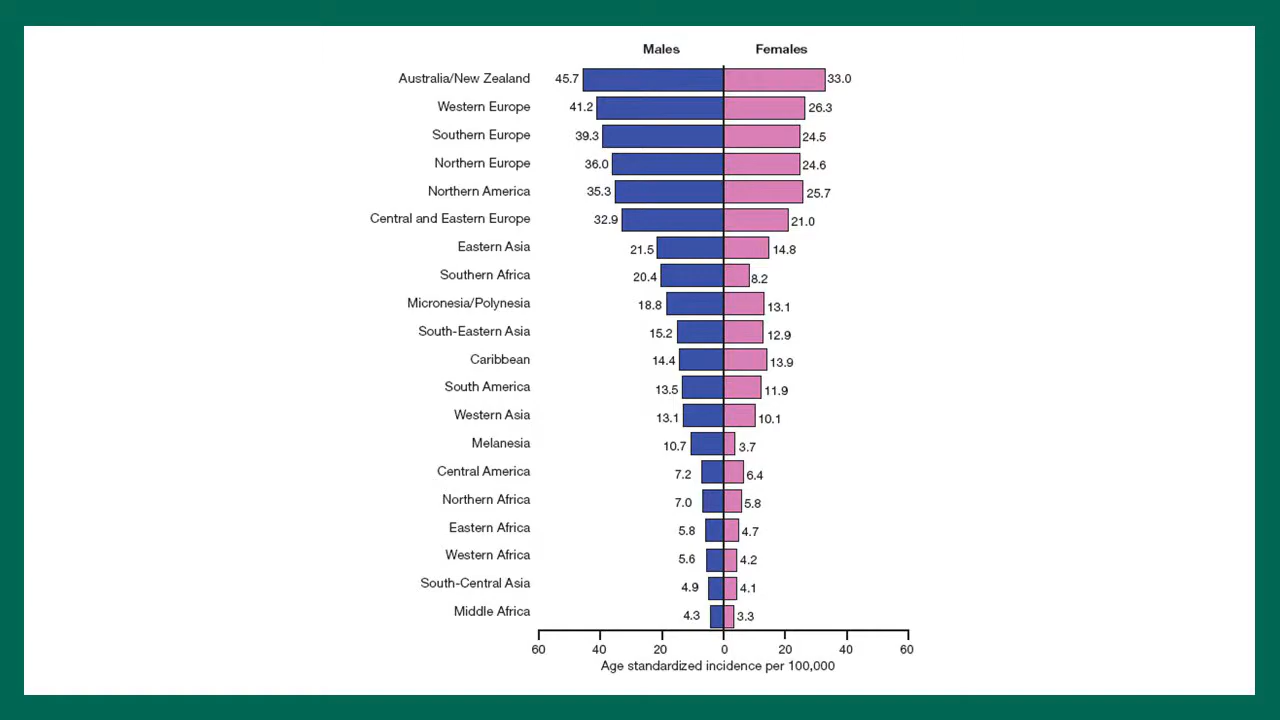 Males Females
Australia/New Zealand 45.7 33.0
Western Europe 41.2 26.3
Southern Europe 39.3 24.5
Northern Europe 36.0 24.6
Northern America 35.3 25.7
Central and Eastern Europe 32.9 21.0
Eastern Asia 21.5 14.8
Southern Africa 20.4 8.2
Micronesia/Polynesia 18.8 13.1
South-Eastern Asia 15.2 12.9
Caribbean 14.4 13.9
South America 13.5 11.9
Western Asia 13.1 10.1
Melanesia 10.7 3.7
Central America 7.2 6.4
Northern Africa 7.0 5.8
Eastern Africa 5.8 4.7
Western Africa 5.6 4.2
South-Central Asia 4.9 4.1
Middle Africa 4.3 3.3
60 40 20 0 20 40 60
Age standardized incidence per 100,000